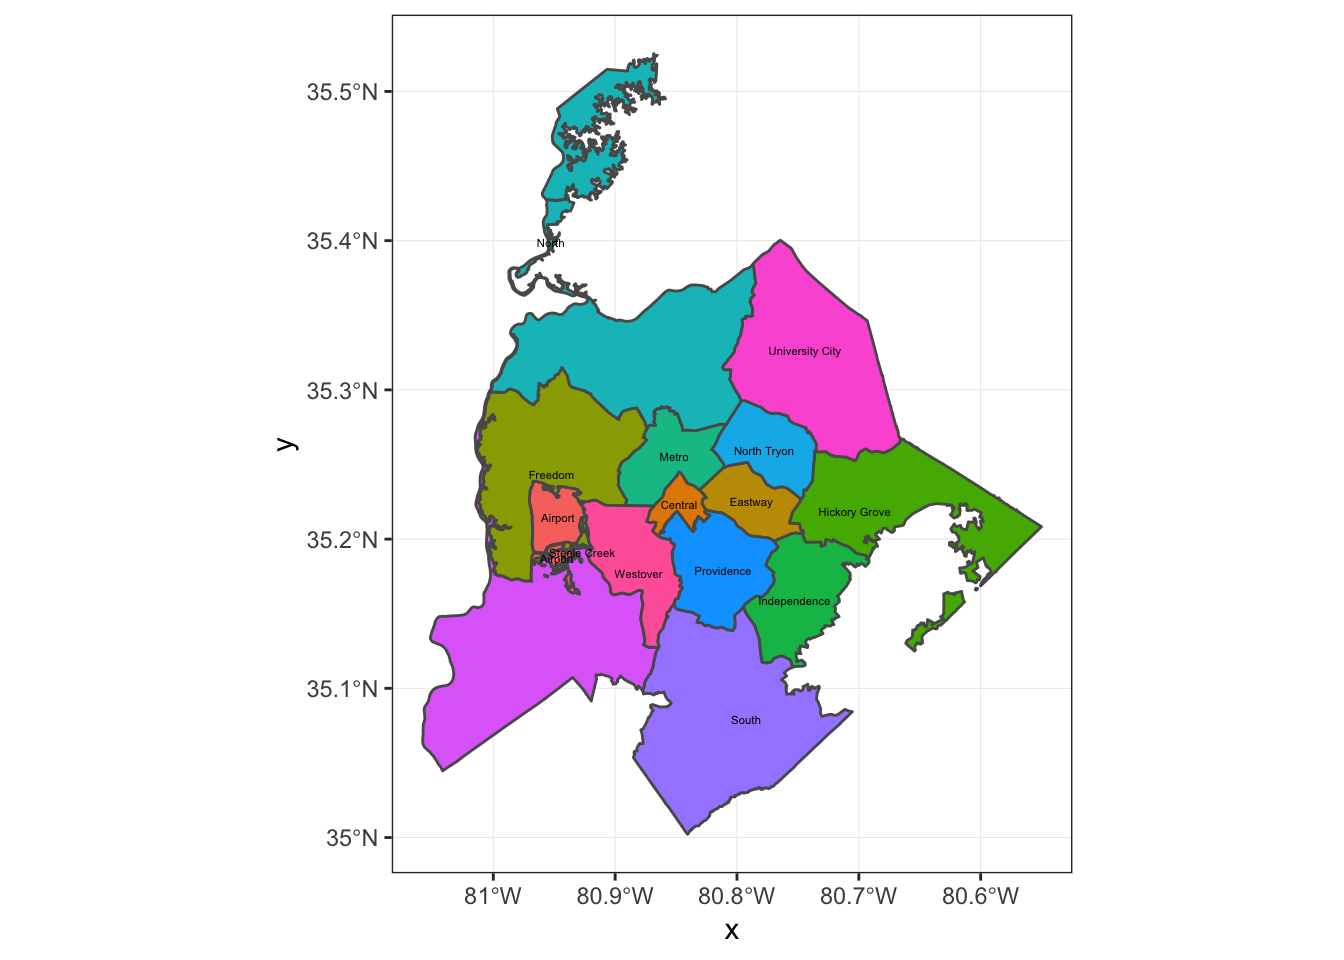 35.5°N
35.4°N
North
University City
35.3°N
North Tryon
Metro
Freedom
Eastway
Central
Hickory Grove
Airport
35.2°N
Steele Creek
Airport
Providence
Westover
Independence
35.1°N
South
35°N
y
81°W
80.9°W
80.8°W
80.7°W
80.6°W
x